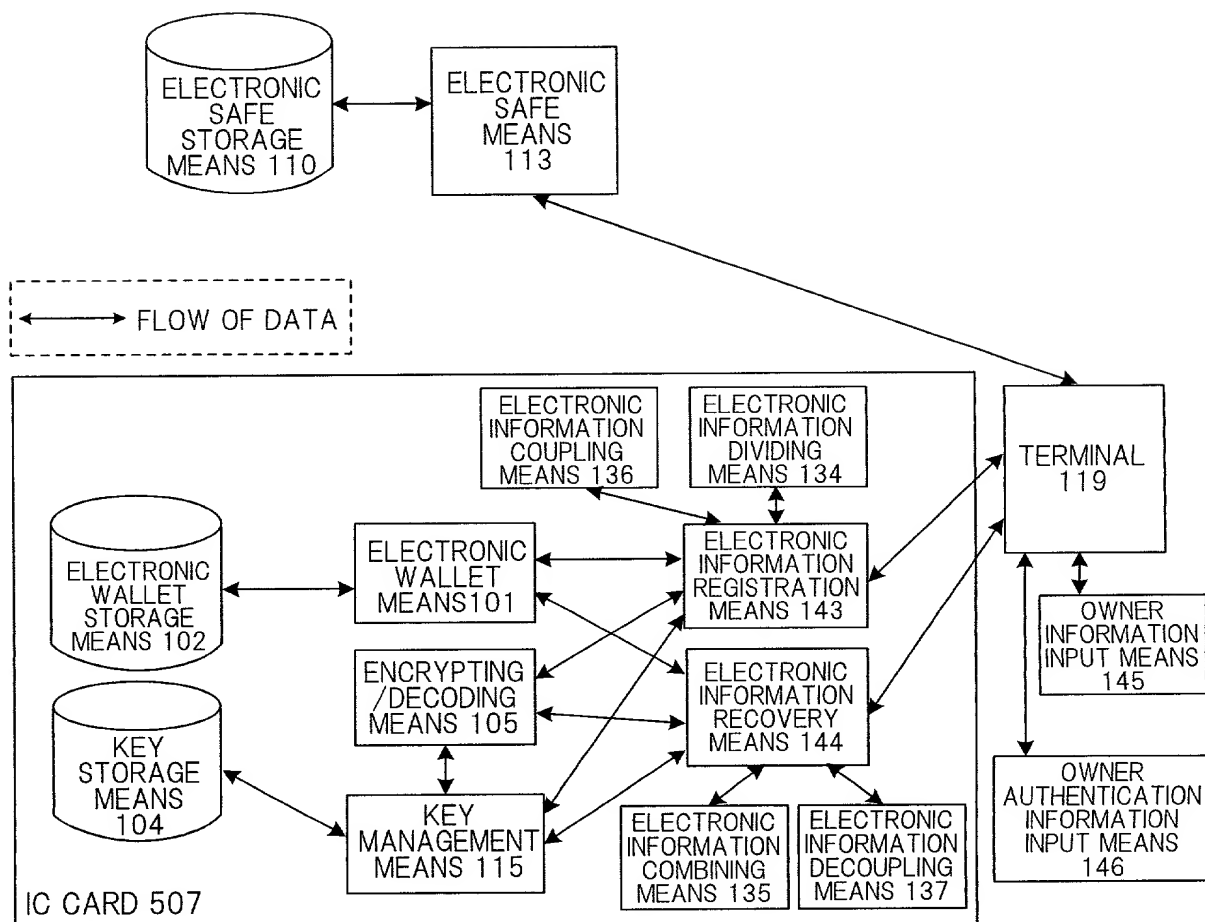 ELECTRONIC
SAFE
STORAGE
MEANS 110
ELECTRONIC
SAFE
MEANS
113
FLOW OF DATA
ELECTRONIC
INFORMATION
COUPLING
MEANS 136
ELECTRONIC
INFORMATION
DIVIDING
MEANS 134
TERMINAL
119
ELECTRONIC
WALLET
STORAGE
MEANS 102
ELECTRONIC
WALLET
MEANS101
ELECTRONIC
INFORMATION
REGISTRATION
MEANS 143
OWNER
INFORMATION
INPUT MEANS
145
ENCRYPTING
/DECODING
MEANS 105
ELECTRONIC
INFORMATION
RECOVERY
MEANS 144
KEY
STORAGE
MEANS
104
KEY
MANAGEMENT
MEANS 115
ELECTRONIC
INFORMATION
COMBINING
MEANS 135
ELECTRONIC
INFORMATION
DECOUPLING
MEANS 137
OWNER
AUTHENTICATION
INFORMATION
INPUT MEANS
146
IC CARD 507